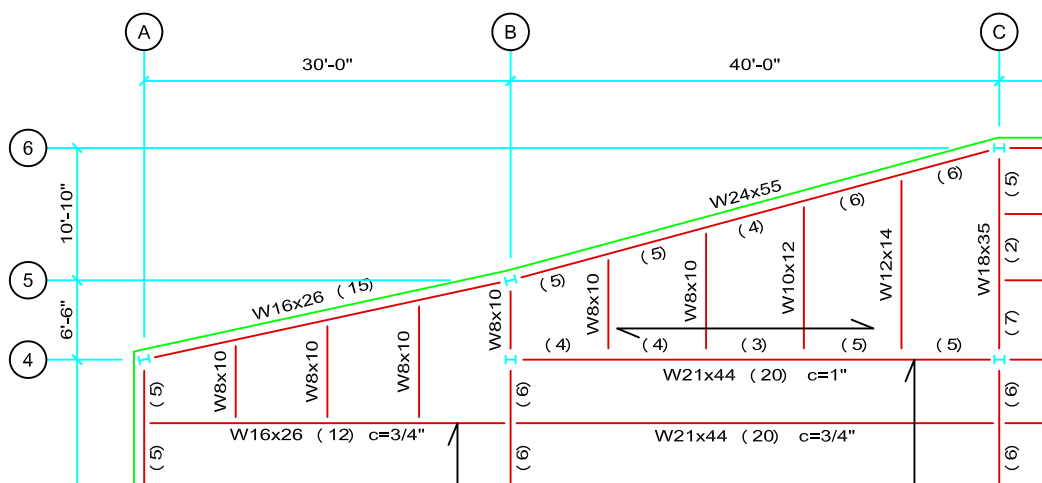 A
B
C
30'-0"
40'-0"
6
5
4
10'-10"
6'-6"
W24x55
( 5)
( 5)
( 4)
( 6)
( 6)
W16x26 ( 15)
W8x10
W8x10
W8x10
W10x12
W12x14
W18x35
( 5)
( 2)
( 7)
( 4)
( 4)
( 3)
( 5)
( 5)
W21x44 ( 20) c=1"
W8x10
W8x10
W8x10
( 5)
( 6)
( 6)
W16x26 ( 12) c=3/4"
W21x44 ( 20) c=3/4"
( 5)
( 6)
( 6)